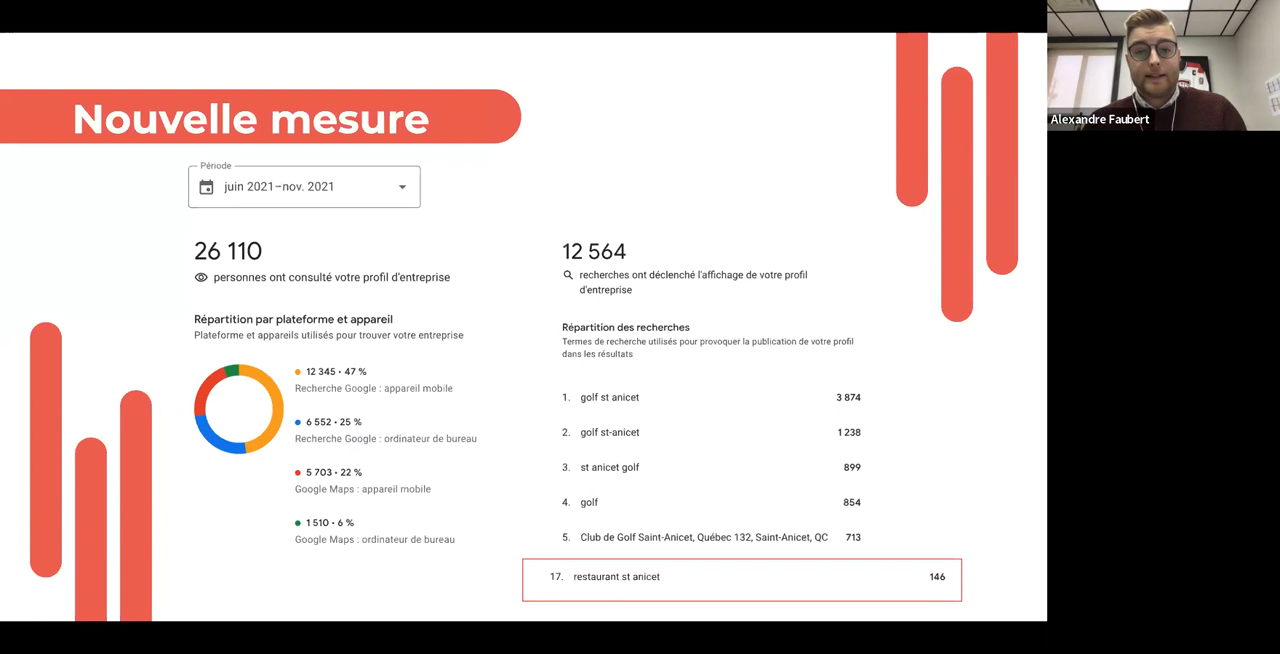 Nouvelle mesure
Période
juin 2021–nov. 2021
26 110
personnes ont consulté votre profil d'entreprise
Répartition par plateforme et appareil
Plateforme et appareils utilisés pour trouver votre entreprise
12 345 • 47 %
Recherche Google : appareil mobile
6 552 • 25 %
Recherche Google : ordinateur de bureau
5 703 • 22 %
Google Maps : appareil mobile
1 510 • 6 %
Google Maps : ordinateur de bureau
12 564
recherches ont déclenché l'affichage de votre profil
d'entreprise
Répartition des recherches
Termes de recherche utilisés pour provoquer la publication de votre profil
dans les résultats
1. golf st anicet 3 874
2. golf st-anicet 1 238
3. st anicet golf 899
4. golf 854
5. Club de Golf Saint-Anicet, Québec 132, Saint-Anicet, QC 713
17. restaurant st anicet 146
Alexandre Faubert